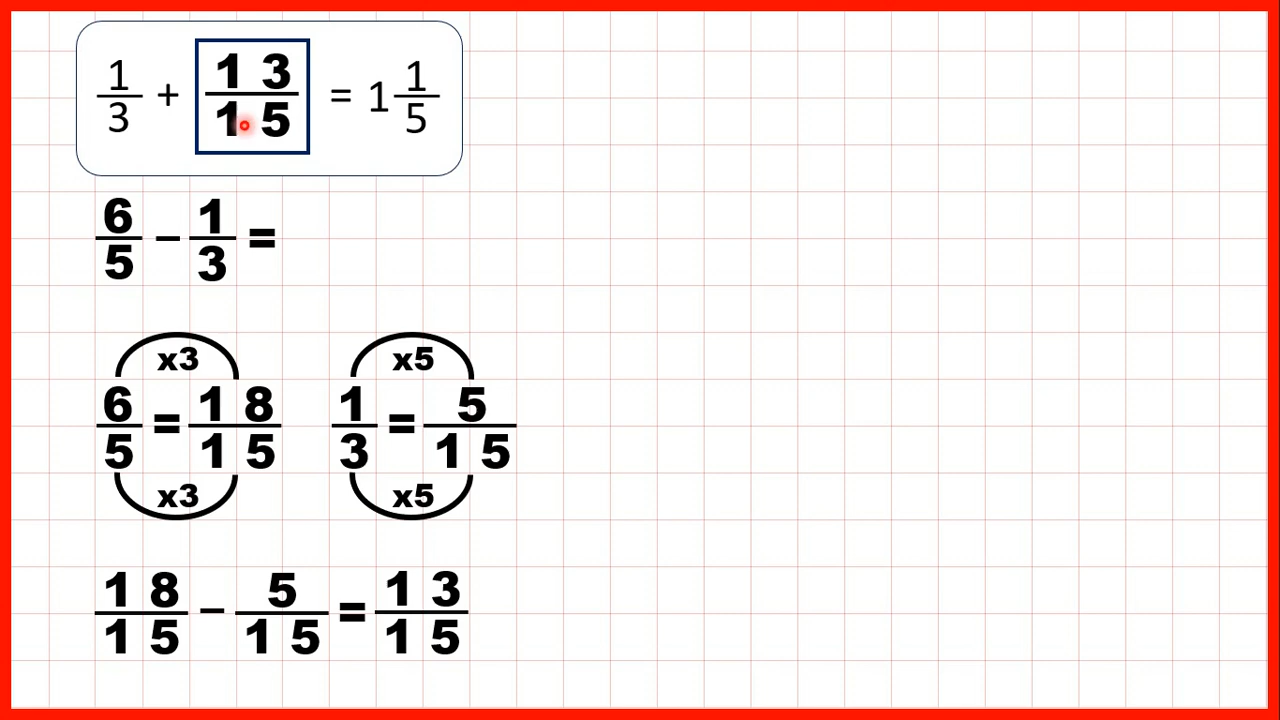 1/3 + 13/15 = 1 1/5
6/5 − 1/3 =
x3 x5
6/5 = 18/15 1/3 = 5/15
x3 x5
18/15 − 5/15 = 13/15